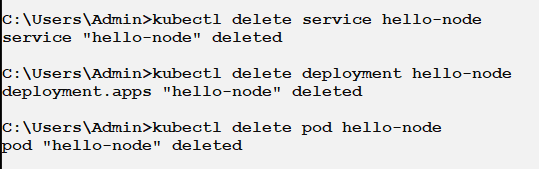 C:\Users\Admin>kubectl delete service hello-node
service "hello-node" deleted
C:\Users\Admin>kubectl delete deployment hello-node
deployment.apps "hello-node" deleted
C:\Users\Admin>kubectl delete pod hello-node
pod "hello-node" deleted